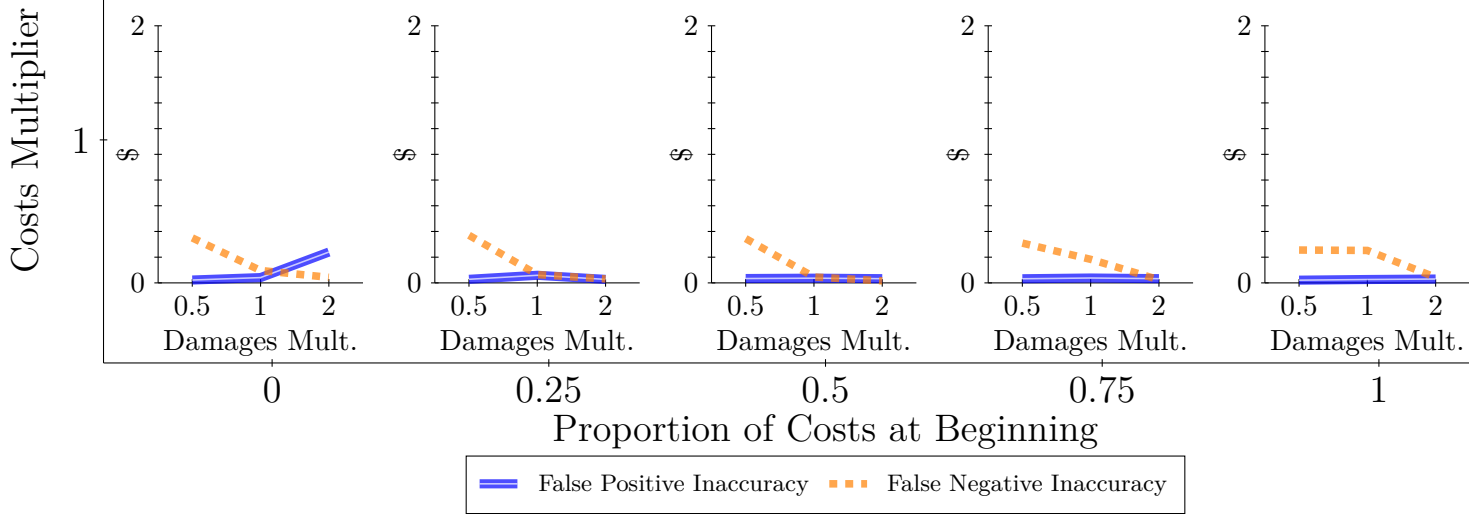 Costs Multiplier
1
2
0
$
0.5 1 2
Damages Mult.
2
0
$
0.5 1 2
Damages Mult.
2
0
$
0.5 1 2
Damages Mult.
2
0
$
0.5 1 2
Damages Mult.
2
0
$
0.5 1 2
Damages Mult.
0 0.25 0.5 0.75 1
Proportion of Costs at Beginning
False Positive Inaccuracy False Negative Inaccuracy